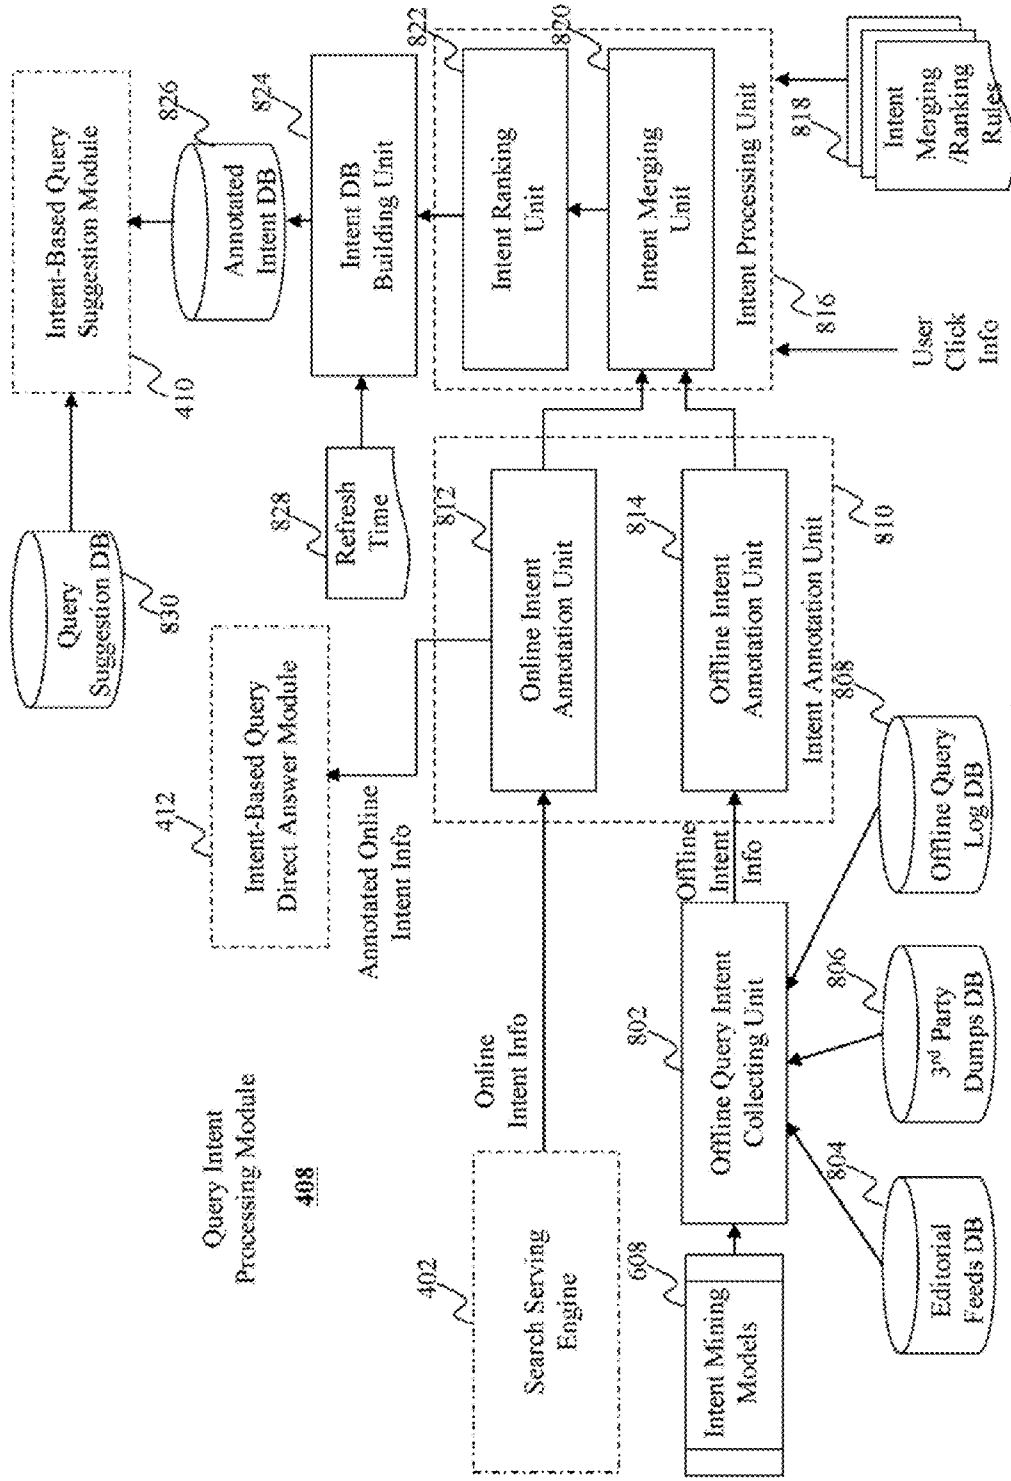 Query Intent
Processing Module
408
Query
Suggestion DB
830
Intent-Based Query
Suggestion Module
410
412
Intent-Based Query
Direct Answer Module
Annotated Online
Intent Info
828
Refresh
Time
826
Annotated
Intent DB
824
Intent DB
Building Unit
402
Search Serving
Engine
Online
Intent Info
812
Online Intent
Annotation Unit
822
Intent Ranking
Unit
608
Intent Mining
Models
802
Offline Query Intent
Collecting Unit
Offline
Intent
Info
814
Offline Intent
Annotation Unit
Intent Annotation Unit
810
820
Intent Merging
Unit
Intent Processing Unit
816
804
Editorial
Feeds DB
806
3rd Party
Dumps DB
808
Offline Query
Log DB
User
Click
Info
818
Intent
Merging
/Ranking
Rules